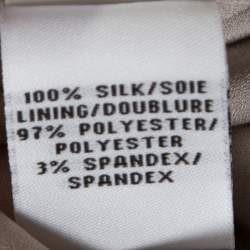 100% SILK/SOIE
LINING/DOUBLURE
97% POLYESTER/
POLYESTER
3% SPANDEX/
SPANDEX